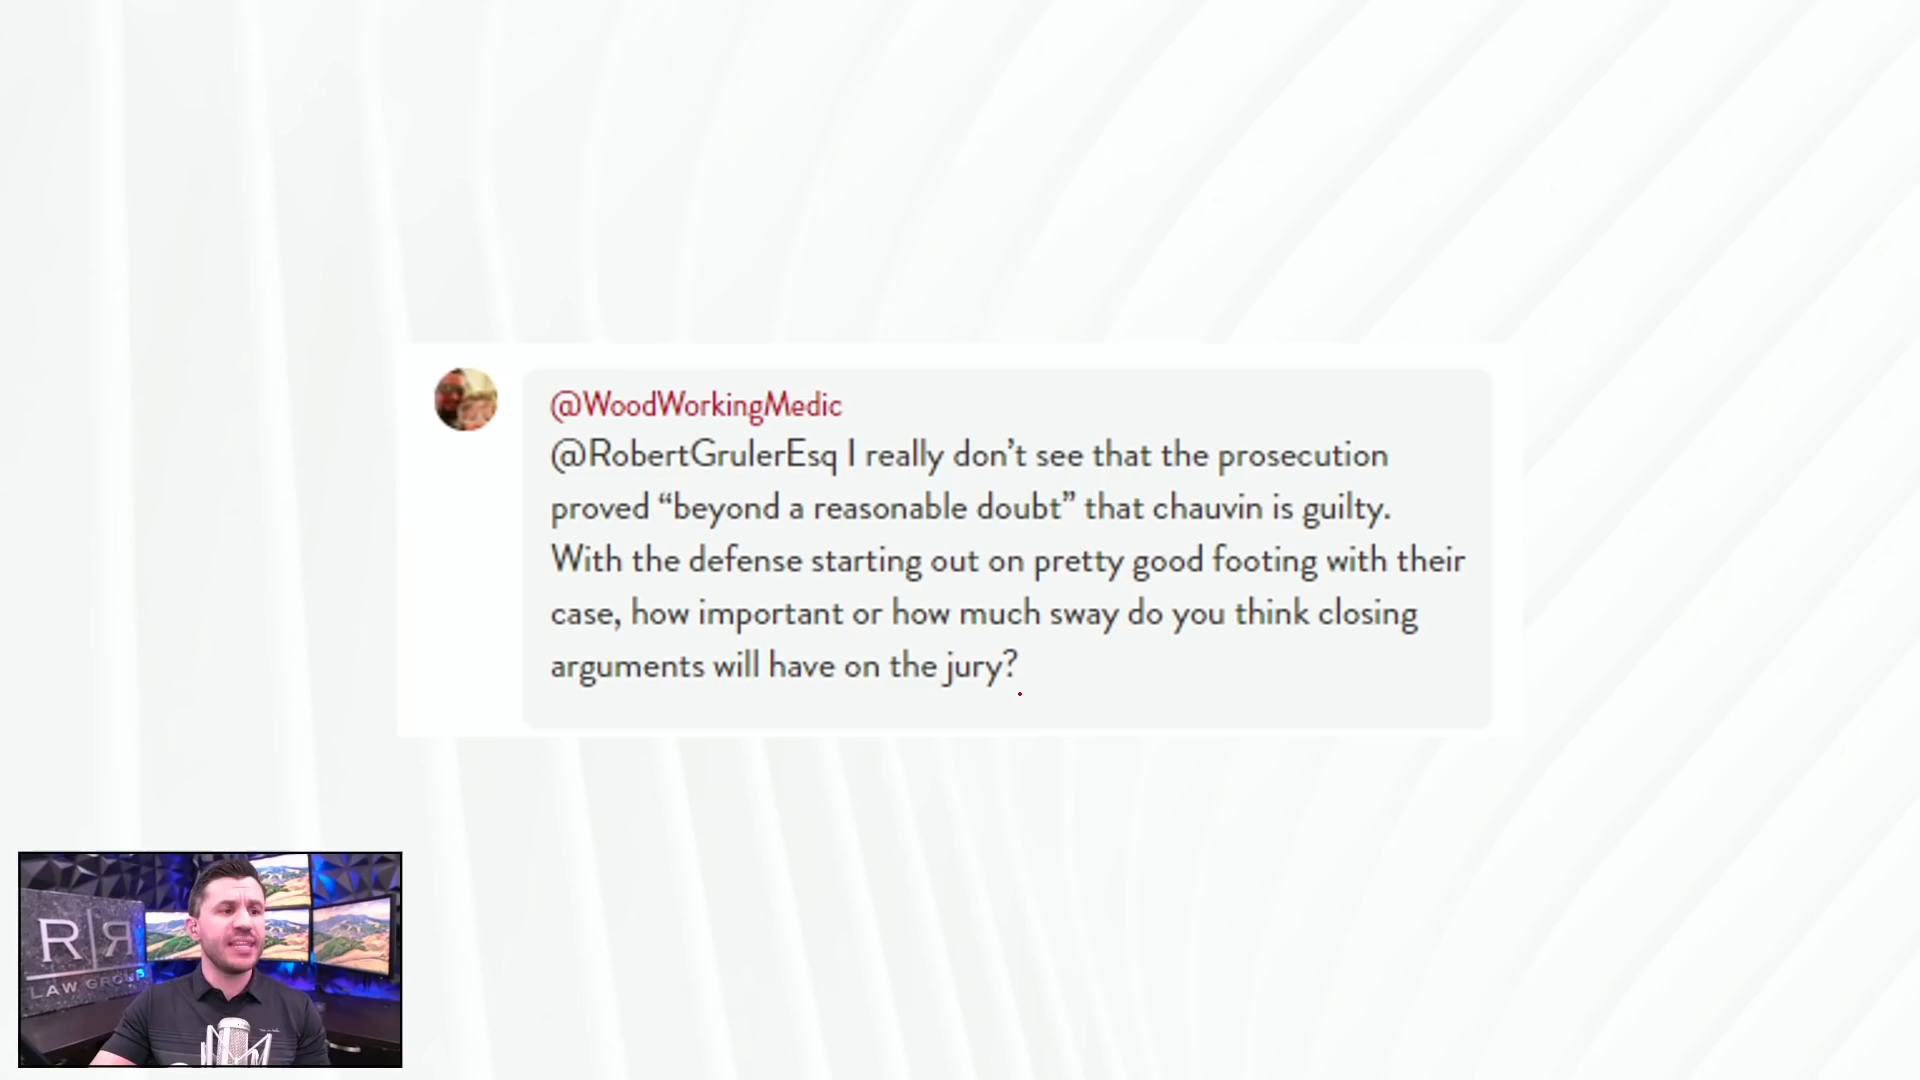 @WoodWorkingMedic
@RobertGrulerEsq I really don’t see that the prosecution
proved “beyond a reasonable doubt” that chauvin is guilty.
With the defense starting out on pretty good footing with their
case, how important or how much sway do you think closing
arguments will have on the jury?
R|Я
LAW GROUP